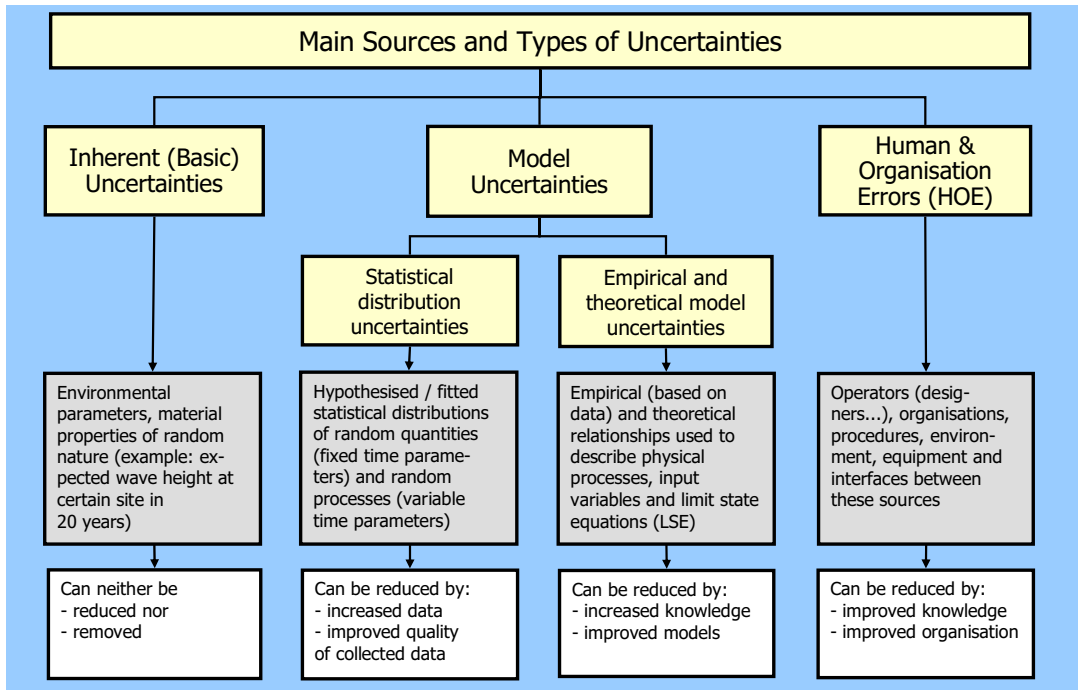 Main Sources and Types of Uncertainties
Inherent (Basic)
Uncertainties
Model
Uncertainties
Human &
Organisation
Errors (HOE)
Statistical
distribution
uncertainties
Empirical and
theoretical model
uncertainties
Environmental
parameters, material
properties of random
nature (example: ex-
pected wave height at
certain site in
20 years)
Hypothesised / fitted
statistical distributions
of random quantities
(fixed time parame-
ters) and random
processes (variable
time parameters)
Empirical (based on
data) and theoretical
relationships used to
describe physical
processes, input
variables and limit state
equations (LSE)
Operators (desig-
ners...), organisations,
procedures, environ-
ment, equipment and
interfaces between
these sources
Can neither be
- reduced nor
- removed
Can be reduced by:
- increased data
- improved quality
of collected data
Can be reduced by:
- increased knowledge
- improved models
Can be reduced by:
- improved knowledge
- improved organisation